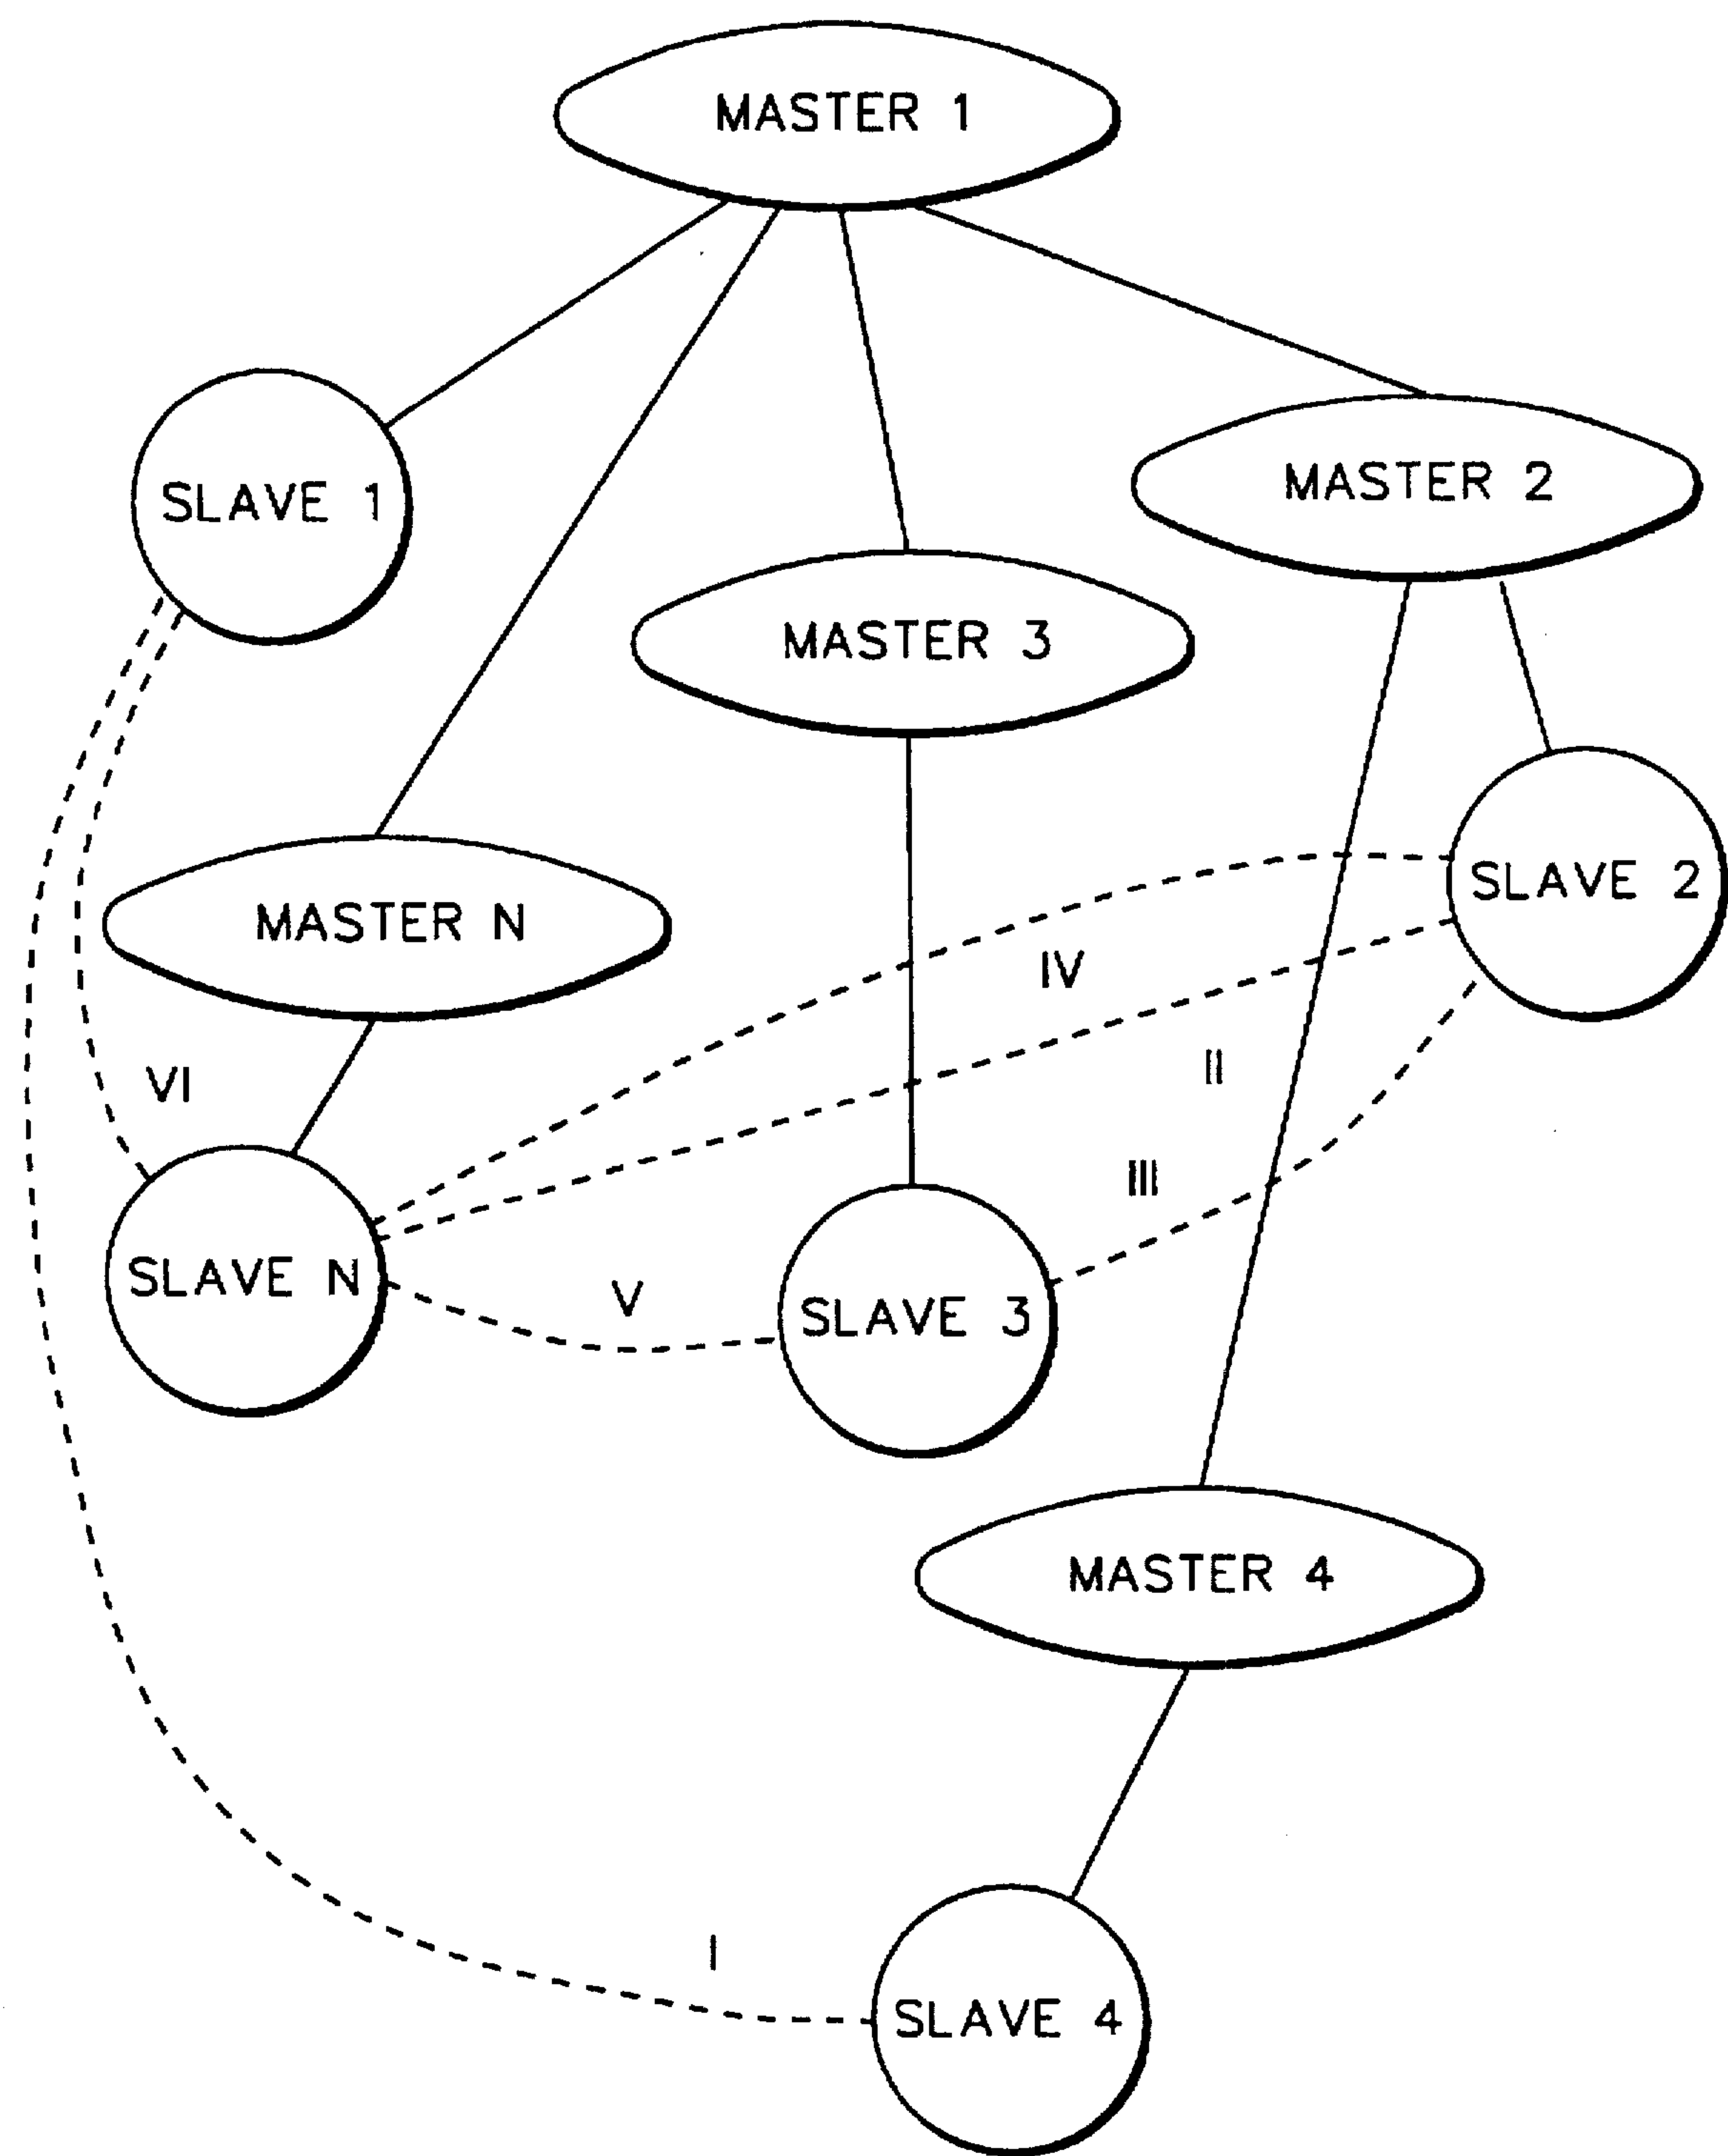 MASTER 1
SLAVE 1
MASTER 2
MASTER 3
SLAVE 2
MASTER N
IV
II
VI
III
SLAVE N
V
SLAVE 3
MASTER 4
I
SLAVE 4